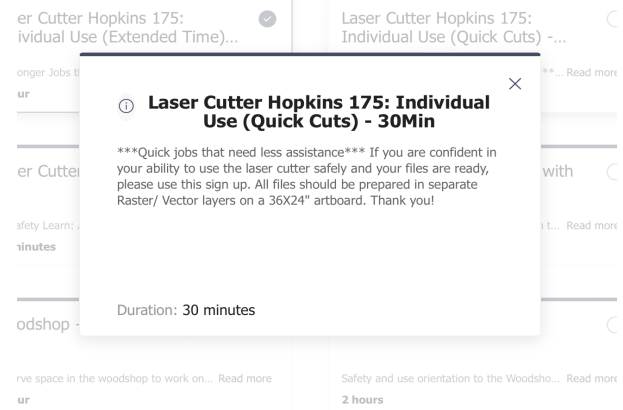 er Cutter Hopkins 175:
ividual Use (Extended Time)...
Laser Cutter Hopkins 175:
Individual Use (Quick Cuts) -...
onger Jobs t
**... Read more
ur
Laser Cutter Hopkins 175: Individual
Use (Quick Cuts) - 30Min
***Quick jobs that need less assistance*** If you are confident in
your ability to use the laser cutter safely and your files are ready,
please use this sign up. All files should be prepared in separate
Raster/ Vector layers on a 36X24" artboard. Thank you!
Duration: 30 minutes
er Cutter
with
afety Learn:
n t... Read more
minutes
odshop -
rve space in the woodshop to work on... Read more
ur
Safety and use orientation to the Woodsho... Read more
2 hours